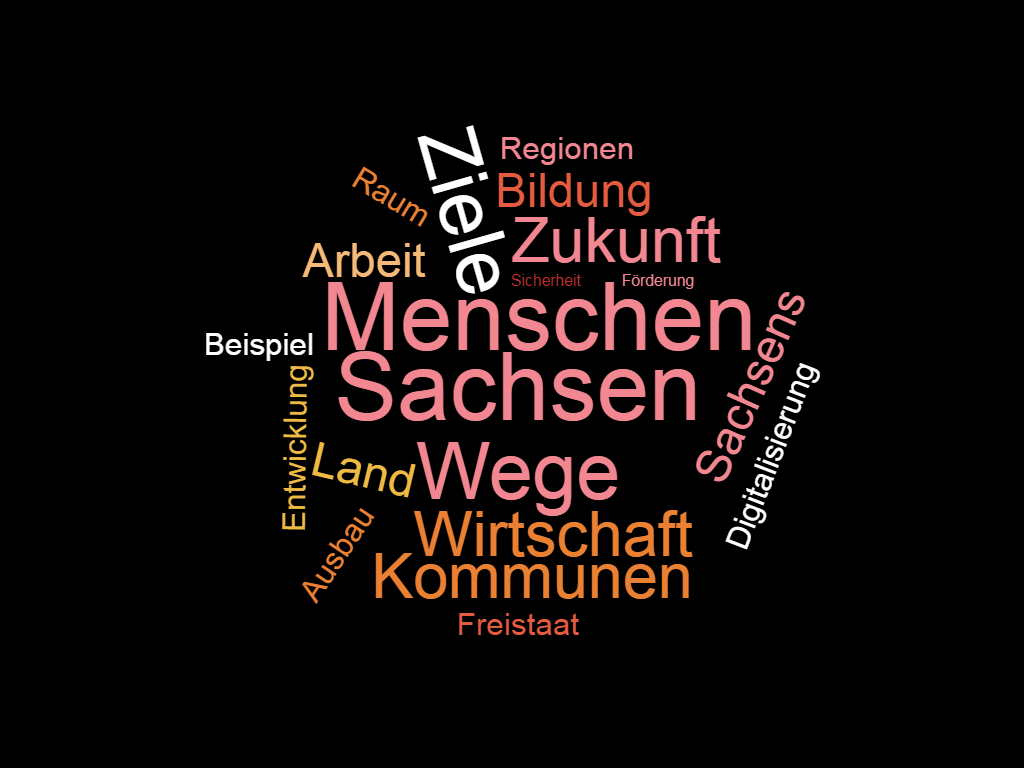 Ziele
Regionen
Raum
Bildung
Zukunft
Arbeit
Sicherheit
Förderung
Menschen
Sachsens
Beispiel
Sachsen
Digitalisierung
Entwicklung
Land
Wege
Ausbau
Wirtschaft
Kommunen
Freistaat